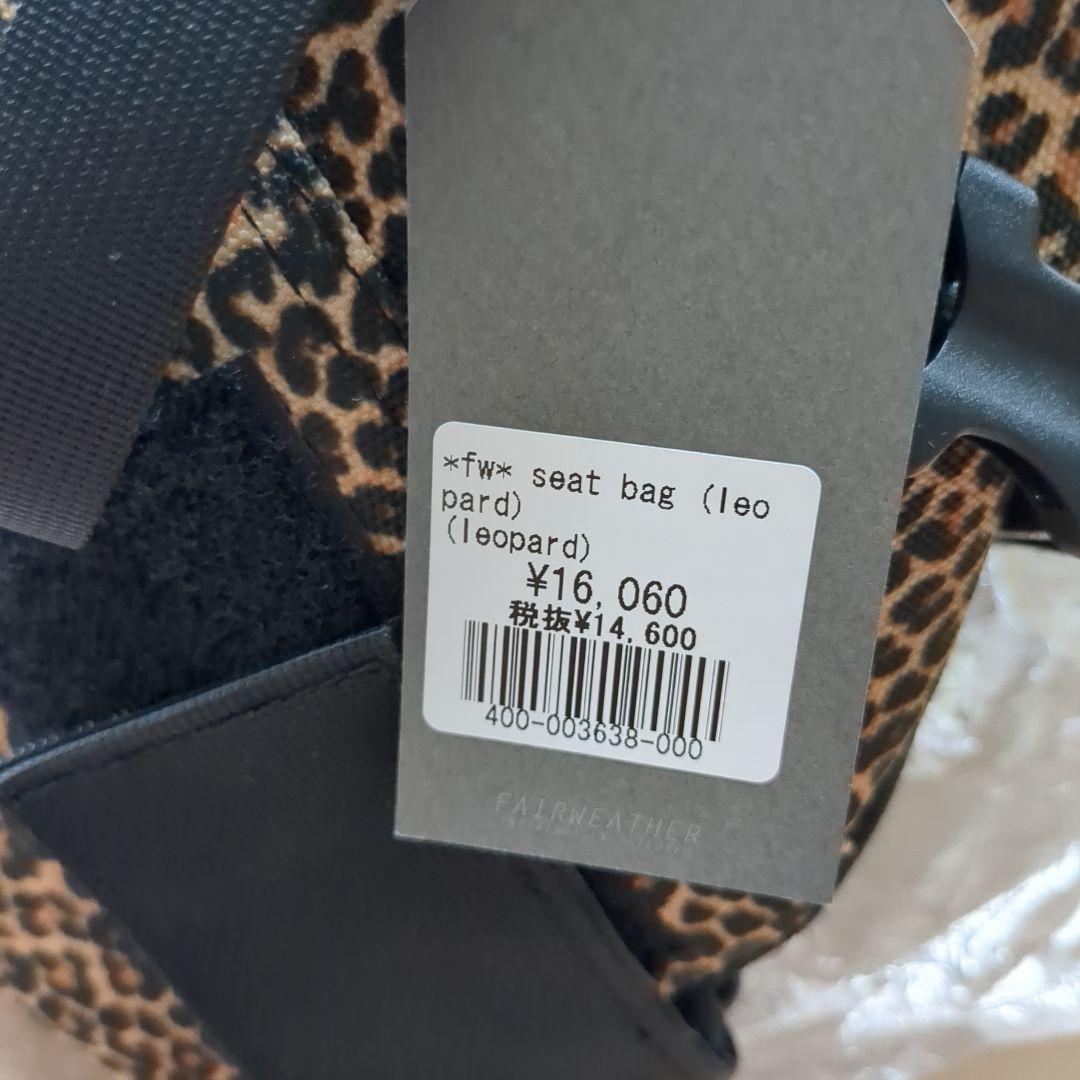 *fw* seat bag (leo
pard)
(leopard)
¥16,060
税抜¥14,600
400-003638-000
FAIRWEATHER